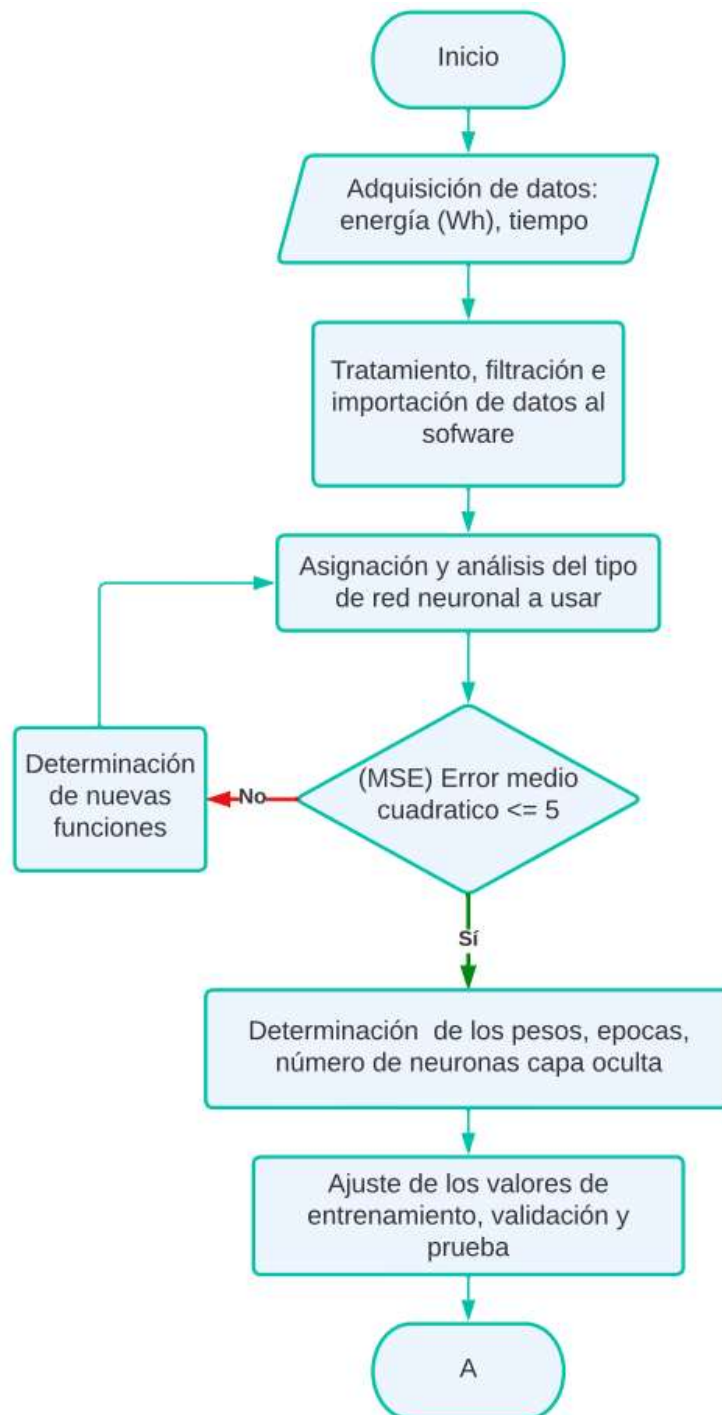 Inicio
Adquisición de datos:
energía (Wh), tiempo
Tratamiento, filtración e
importación de datos al
sofware
Asignación y análisis del tipo
de red neuronal a usar
Determinación
de nuevas
funciones
No
(MSE) Error medio
cuadratico <= 5
Sí
Determinación de los pesos, epocas,
número de neuronas capa oculta
Ajuste de los valores de
entrenamiento, validación y
prueba
A